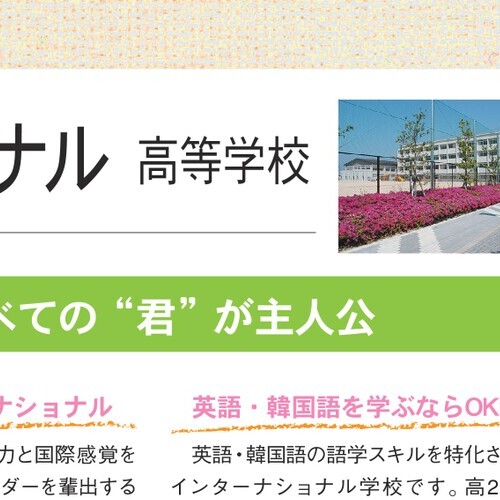 ナル 高等学校
べての“君”が主人公
ナショナル
英語・韓国語を学ぶならOK
力と国際感覚を
ダーを輩出する
英語・韓国語の語学スキルを特化さ
インターナショナル学校です。高2